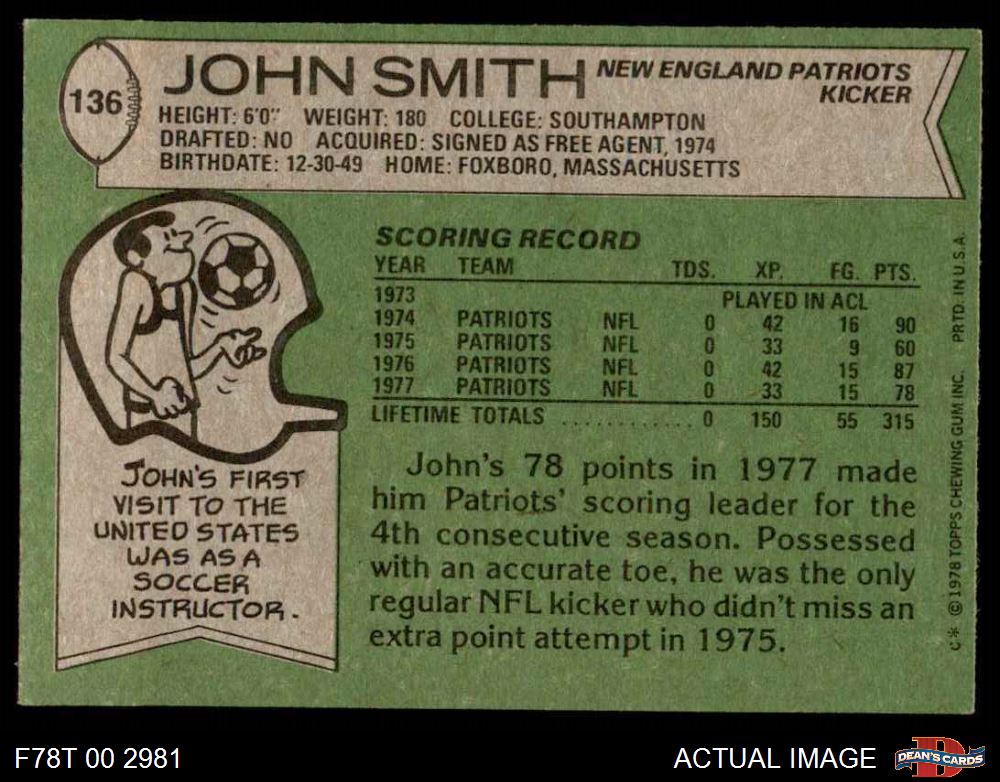 136
JOHN SMITH
NEW ENGLAND PATRIOTS
KICKER
HEIGHT: 6'0" WEIGHT: 180 COLLEGE: SOUTHAMPTON
DRAFTED: NO ACQUIRED: SIGNED AS FREE AGENT, 1974
BIRTHDATE: 12-30-49 HOME: FOXBORO, MASSACHUSETTS
JOHN'S FIRST
VISIT TO THE
UNITED STATES
WAS AS A
SOCCER
INSTRUCTOR.
SCORING RECORD
YEAR TEAM TDS. XP. FG. PTS.
1973 PLAYED IN ACL
1974 PATRIOTS NFL 0 42 16 90
1975 PATRIOTS NFL 0 33 9 60
1976 PATRIOTS NFL 0 42 15 87
1977 PATRIOTS NFL 0 33 15 78
LIFETIME TOTALS ............ 0 150 55 315
John's 78 points in 1977 made
him Patriots' scoring leader for the
4th consecutive season. Possessed
with an accurate toe, he was the only
regular NFL kicker who didn't miss an
extra point attempt in 1975.
C* © 1978 TOPPS CHEWING GUM INC. PRTD. IN U.S.A.
F78T 00 2981
ACTUAL IMAGE
D
DEAN'S CARDS